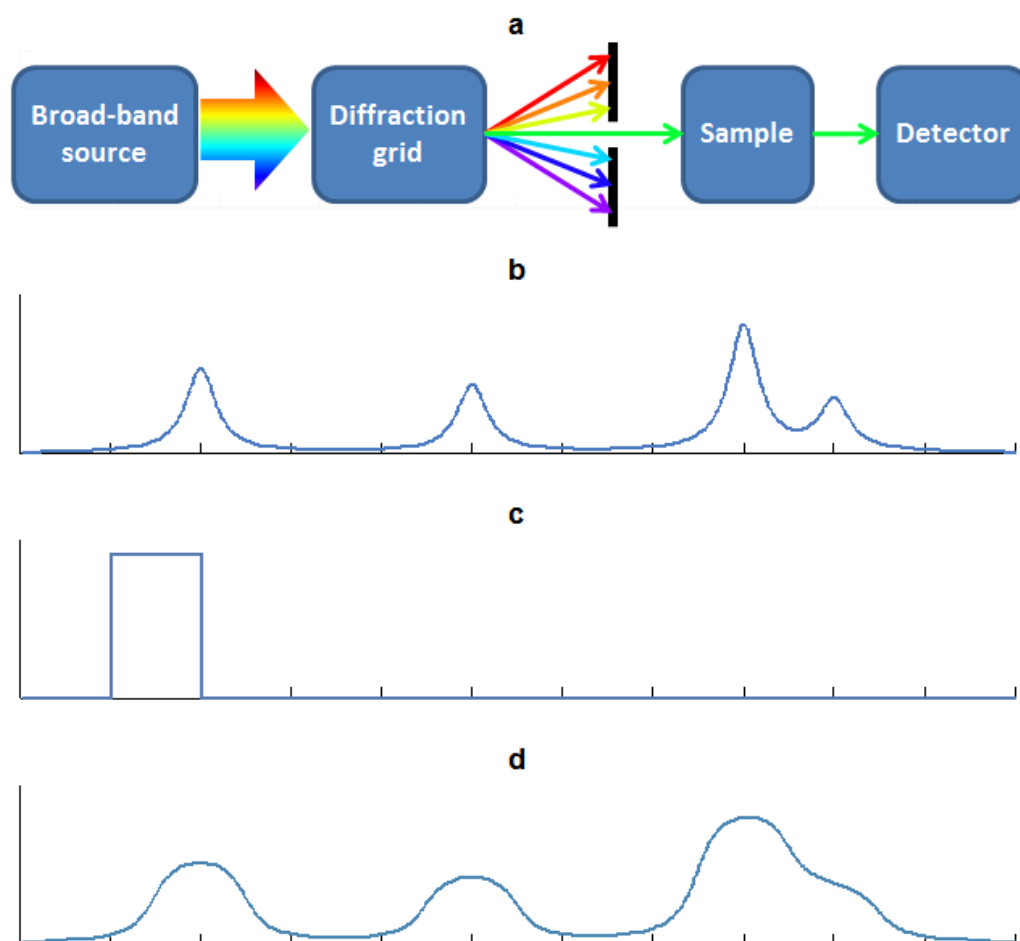 a
Broad-band
source
Diffraction
grid
Sample
Detector
b
c
d